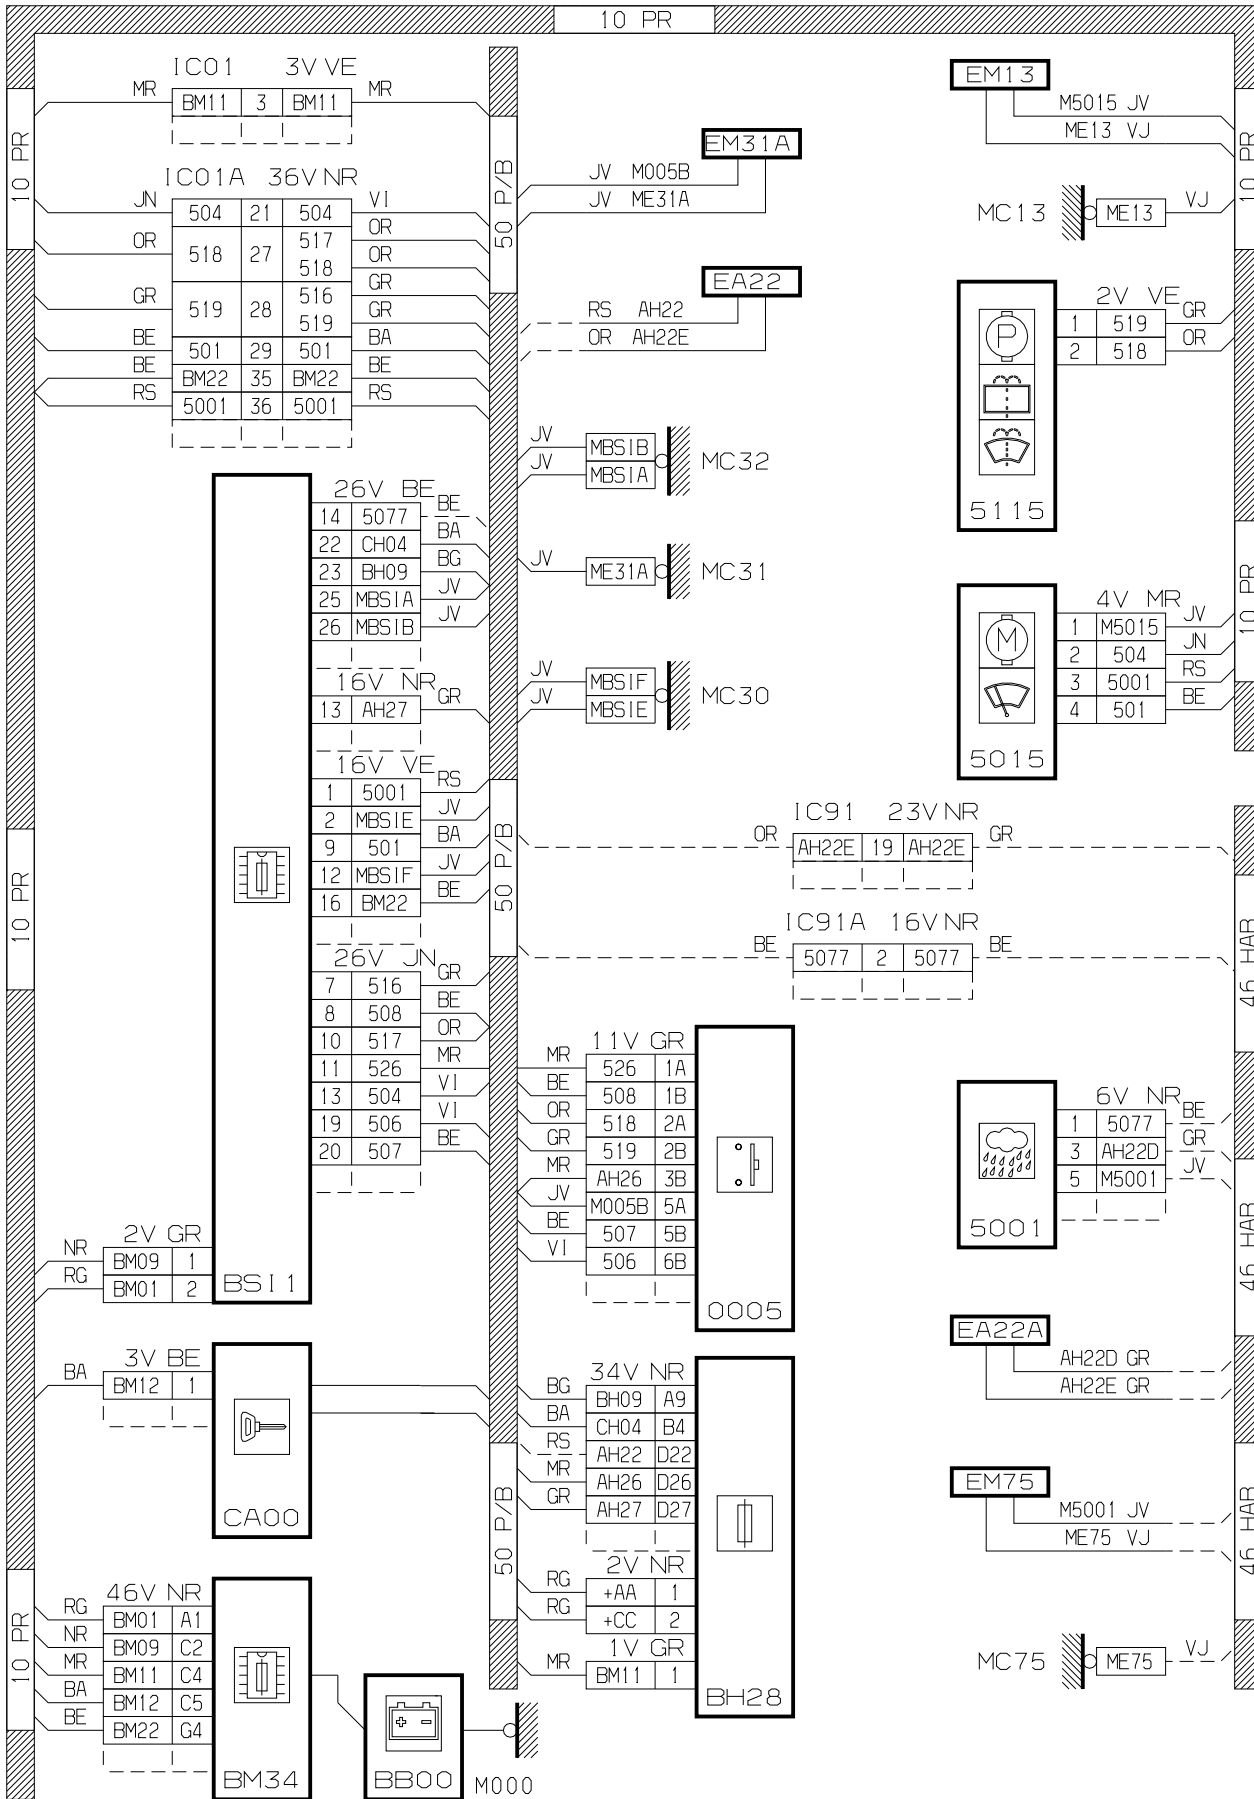 10 PR
IC01 3V VE
MR BM11 3 BM11 MR
10 PR
IC01A 36V NR
JN 504 21 504 VI
OR 518 27 517 OR
518 OR
GR 519 28 516 GR
519 GR
BE 501 29 501 BA
BE BM22 35 BM22 BE
RS 5001 36 5001 RS
50 P/B
EM31A
JV M005B
JV ME31A
EA22
RS AH22
OR AH22E
JV MBSIB
JV MBSIA
MC32
JV ME31A MC31
JV MBSIF
JV MBSIE
MC30
EM13
M5015 JV
ME13 VJ
10 PR
MC13 ME13 VJ
2V VE
1 519 GR
2 518 OR
P
5115
10 PR
4V MR
1 M5015 JV
2 504 JN
3 5001 RS
4 501 BE
M
5015
26V BE
14 5077 BE
22 CH04 BA
23 BH09 BG
25 MBSIA JV
26 MBSIB JV
16V NR
13 AH27 GR
16V VE
1 5001 RS
2 MBSIE JV
9 501 BA
12 MBSIF JV
16 BM22 BE
26V JN
7 516 GR
8 508 BE
10 517 OR
11 526 MR
13 504 VI
19 506 VI
20 507 BE
10 PR
2V GR
NR BM09 1
RG BM01 2
BSI1
50 P/B
IC91 23V NR
OR AH22E 19 AH22E GR
IC91A 16V NR
BE 5077 2 5077 BE
46 HAR
11V GR
MR 526 1A
BE 508 1B
OR 518 2A
GR 519 2B
MR AH26 3B
JV M005B 5A
BE 507 5B
VI 506 6B
0005
6V NR
1 5077 BE
3 AH22D GR
5 M5001 JV
5001
46 HAR
EA22A
AH22D GR
AH22E GR
3V BE
BA BM12 1
CA00
34V NR
BG BH09 A9
BA CH04 B4
RS AH22 D22
MR AH26 D26
GR AH27 D27
2V NR
RG +AA 1
RG +CC 2
1V GR
MR BM11 1
BH28
50 P/B
EM75
M5001 JV
ME75 VJ
46 HAR
MC75 ME75 VJ
10 PR
46V NR
RG BM01 A1
NR BM09 C2
MR BM11 C4
BA BM12 C5
BE BM22 G4
BM34
+ -
BB00
M000